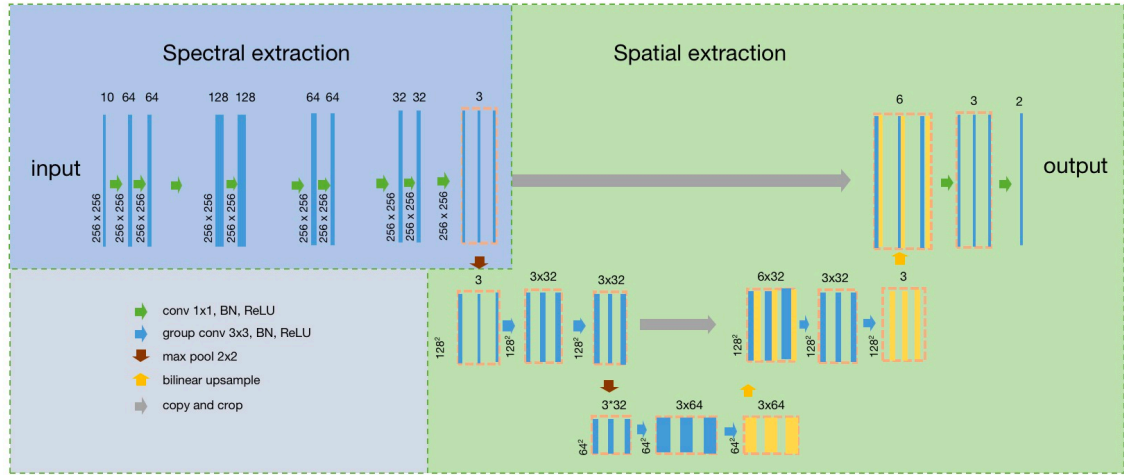 Spectral extraction
Spatial extraction
10 64 64 128 128 64 64 32 32 3
6 3 2
input
output
256 x 256
256 x 256
256 x 256
256 x 256
256 x 256
256 x 256
256 x 256
256 x 256
256 x 256
256 x 256
3 3x32 3x32
6x32 3x32 3
128²
128²
128²
128²
128²
128²
conv 1x1, BN, ReLU
group conv 3x3, BN, ReLU
max pool 2x2
bilinear upsample
copy and crop
3*32 3x64 3x64
64²
64²
64²